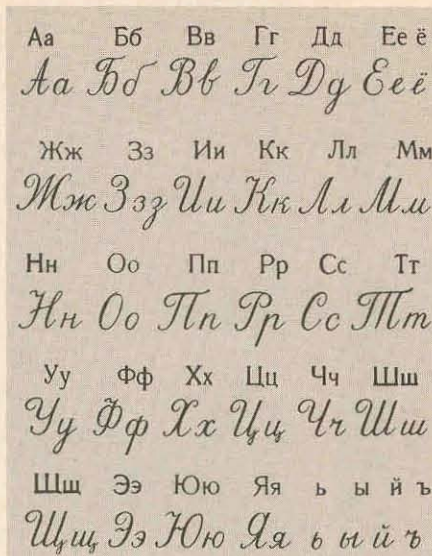 Аа Бб Вв Гг Дд Ее ё
Аа Бб Вв Гг Дд Ее ё
Жж Зз Ии Кк Лл Мм
Жж Ззз Ии Кк Лл Мм
Нн Оо Пп Рр Сс Тт
Нн Оо Пп Рр Сс Тт
Уу Фф Хх Цц Чч Шш
Уу Фф Хх Цц Чч Шш
Щщ Ээ Юю Яя ь ы й ъ
Щщ Ээ Юю Яя ь ы й ъ